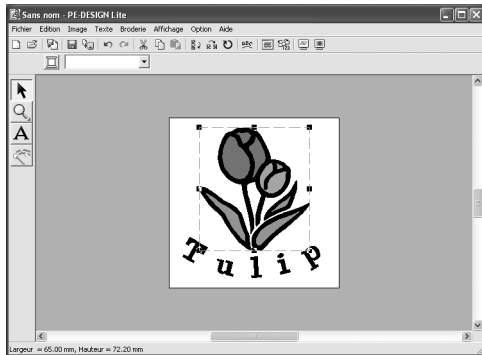 Sans nom - PE-DESIGN Lite
Fichier Edition Image Texte Broderie Affichage Option Aide
A
Tulip
Largeur = 65.00 mm, Hauteur = 72.20 mm